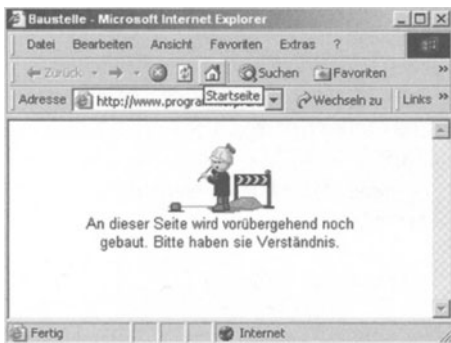 Baustelle - Microsoft Internet Explorer
Datei Bearbeiten Ansicht Favoriten Extras ?
Zurück Suchen Favoriten »
Adresse http://www.progra Startseite Wechseln zu Links »
An dieser Seite wird vorübergehend noch
gebaut. Bitte haben sie Verständnis.
Fertig Internet